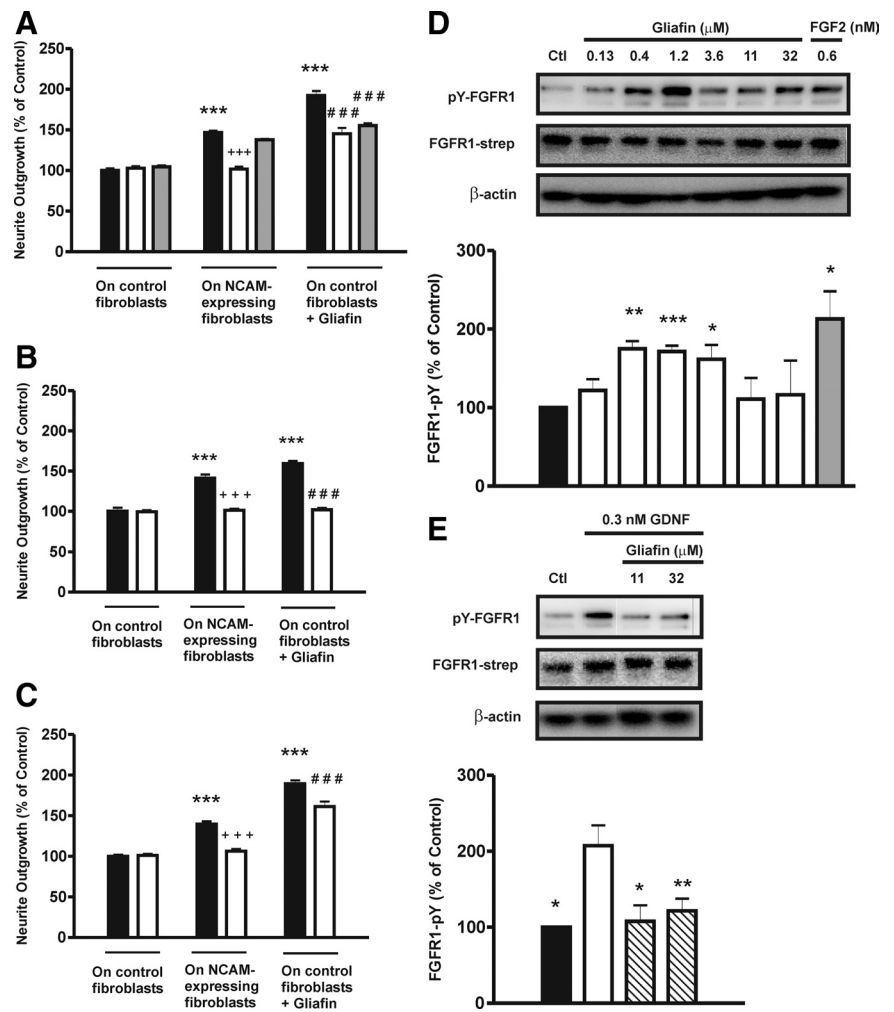 A
Neurite Outgrowth (% of Control)
250
200
150
100
50
0
***
+++
***
###
###
On control
fibroblasts
On NCAM-
expressing
fibroblasts
On control
fibroblasts
+ Gliafin
B
Neurite Outgrowth (% of Control)
250
200
150
100
50
0
***
+++
***
###
On control
fibroblasts
On NCAM-
expressing
fibroblasts
On control
fibroblasts
+ Gliafin
C
Neurite Outgrowth (% of Control)
250
200
150
100
50
0
***
+++
***
###
On control
fibroblasts
On NCAM-
expressing
fibroblasts
On control
fibroblasts
+ Gliafin
D
Gliafin (μM) FGF2 (nM)
Ctl 0.13 0.4 1.2 3.6 11 32 0.6
pY-FGFR1
FGFR1-strep
β-actin
FGFR1-pY (% of Control)
300
200
100
0
**
***
*
*
E
0.3 nM GDNF
Gliafin (μM)
Ctl 11 32
pY-FGFR1
FGFR1-strep
β-actin
FGFR1-pY (% of Control)
300
200
100
0
*
*
**